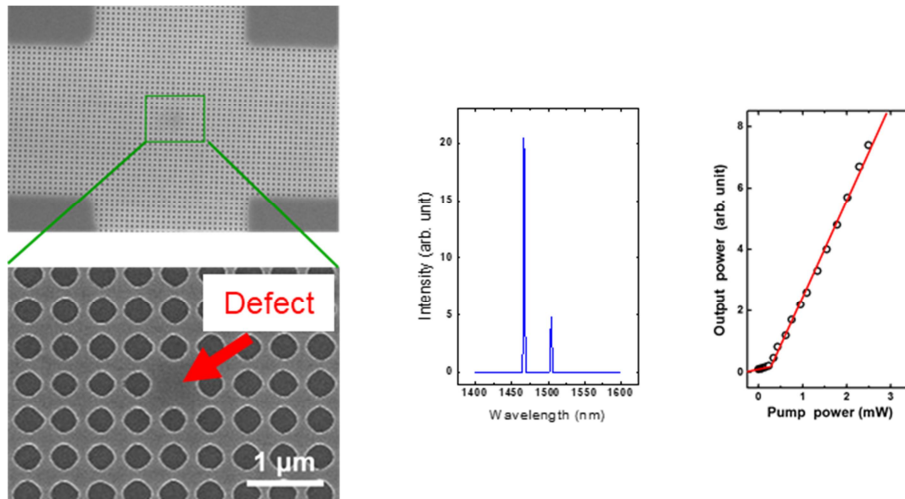 Defect
1 μm
Intensity (arb. unit)
20
15
10
5
0
1400 1450 1500 1550 1600
Wavelength (nm)
Output power (arb. unit)
8
6
4
2
0
0 1 2 3
Pump power (mW)